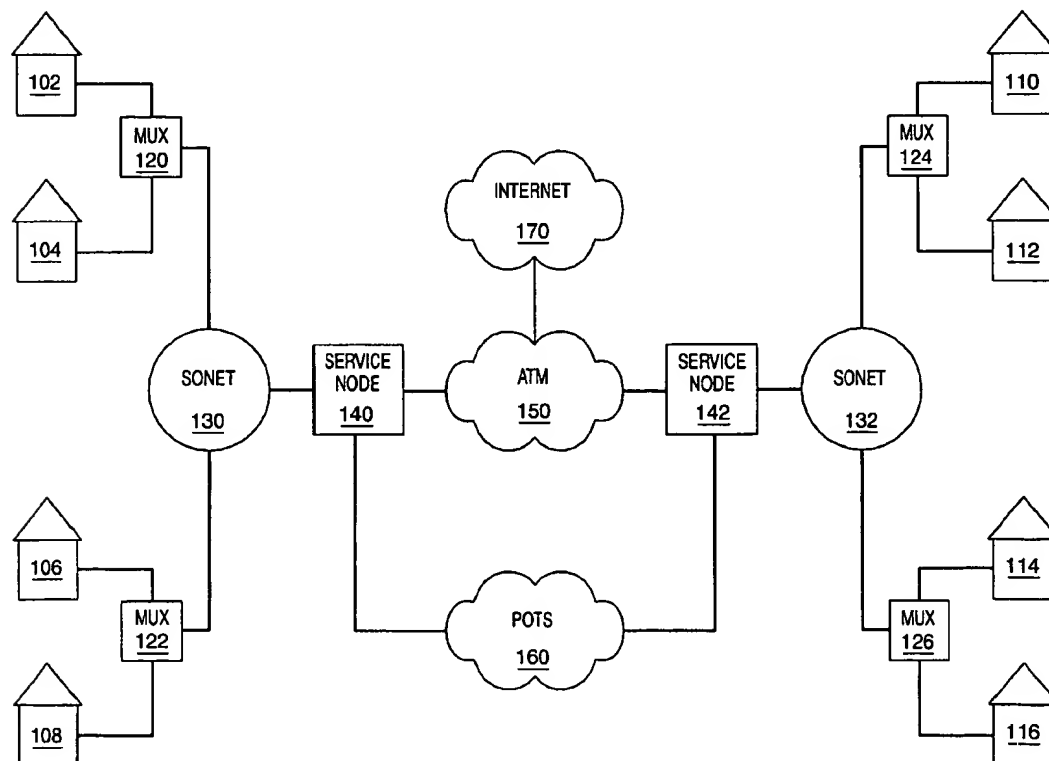 102
110
MUX
120
MUX
124
INTERNET
170
104
112
SONET
130
SERVICE
NODE
140
ATM
150
SERVICE
NODE
142
SONET
132
106
114
MUX
122
POTS
160
MUX
126
108
116